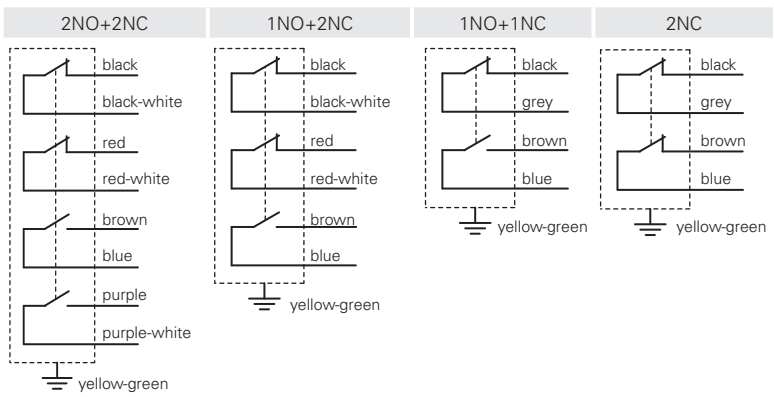 2NO+2NC
black
black-white
red
red-white
brown
blue
purple
purple-white
yellow-green
1NO+2NC
black
black-white
red
red-white
brown
blue
yellow-green
1NO+1NC
black
grey
brown
blue
yellow-green
2NC
black
grey
brown
blue
yellow-green